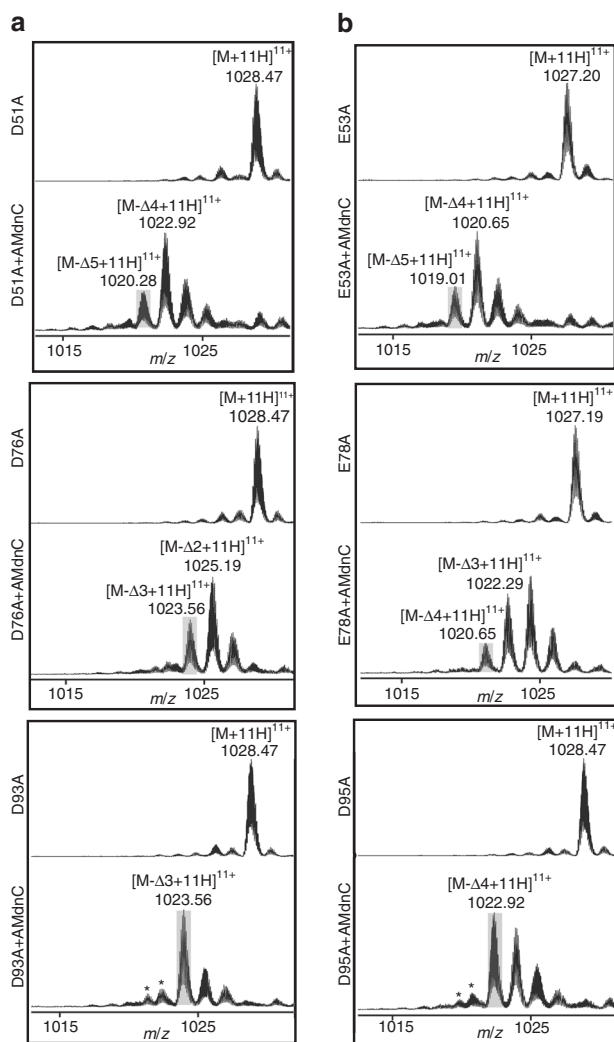 a
D51A
[M+11H]11+
1028.47
D51A+AMdnC
[M-Δ4+11H]11+
1022.92
[M-Δ5+11H]11+
1020.28
1015
1025
m/z
D76A
[M+11H]11+
1028.47
D76A+AMdnC
[M-Δ2+11H]11+
1025.19
[M-Δ3+11H]11+
1023.56
1015
1025
m/z
D93A
[M+11H]11+
1028.47
D93A+AMdnC
[M-Δ3+11H]11+
1023.56
* *
1015
1025
m/z
b
E53A
[M+11H]11+
1027.20
E53A+AMdnC
[M-Δ4+11H]11+
1020.65
[M-Δ5+11H]11+
1019.01
1015
1025
m/z
E78A
[M+11H]11+
1027.19
E78A+AMdnC
[M-Δ3+11H]11+
1022.29
[M-Δ4+11H]11+
1020.65
1015
1025
m/z
D95A
[M+11H]11+
1028.47
D95A+AMdnC
[M-Δ4+11H]11+
1022.92
* *
1015
1025
m/z